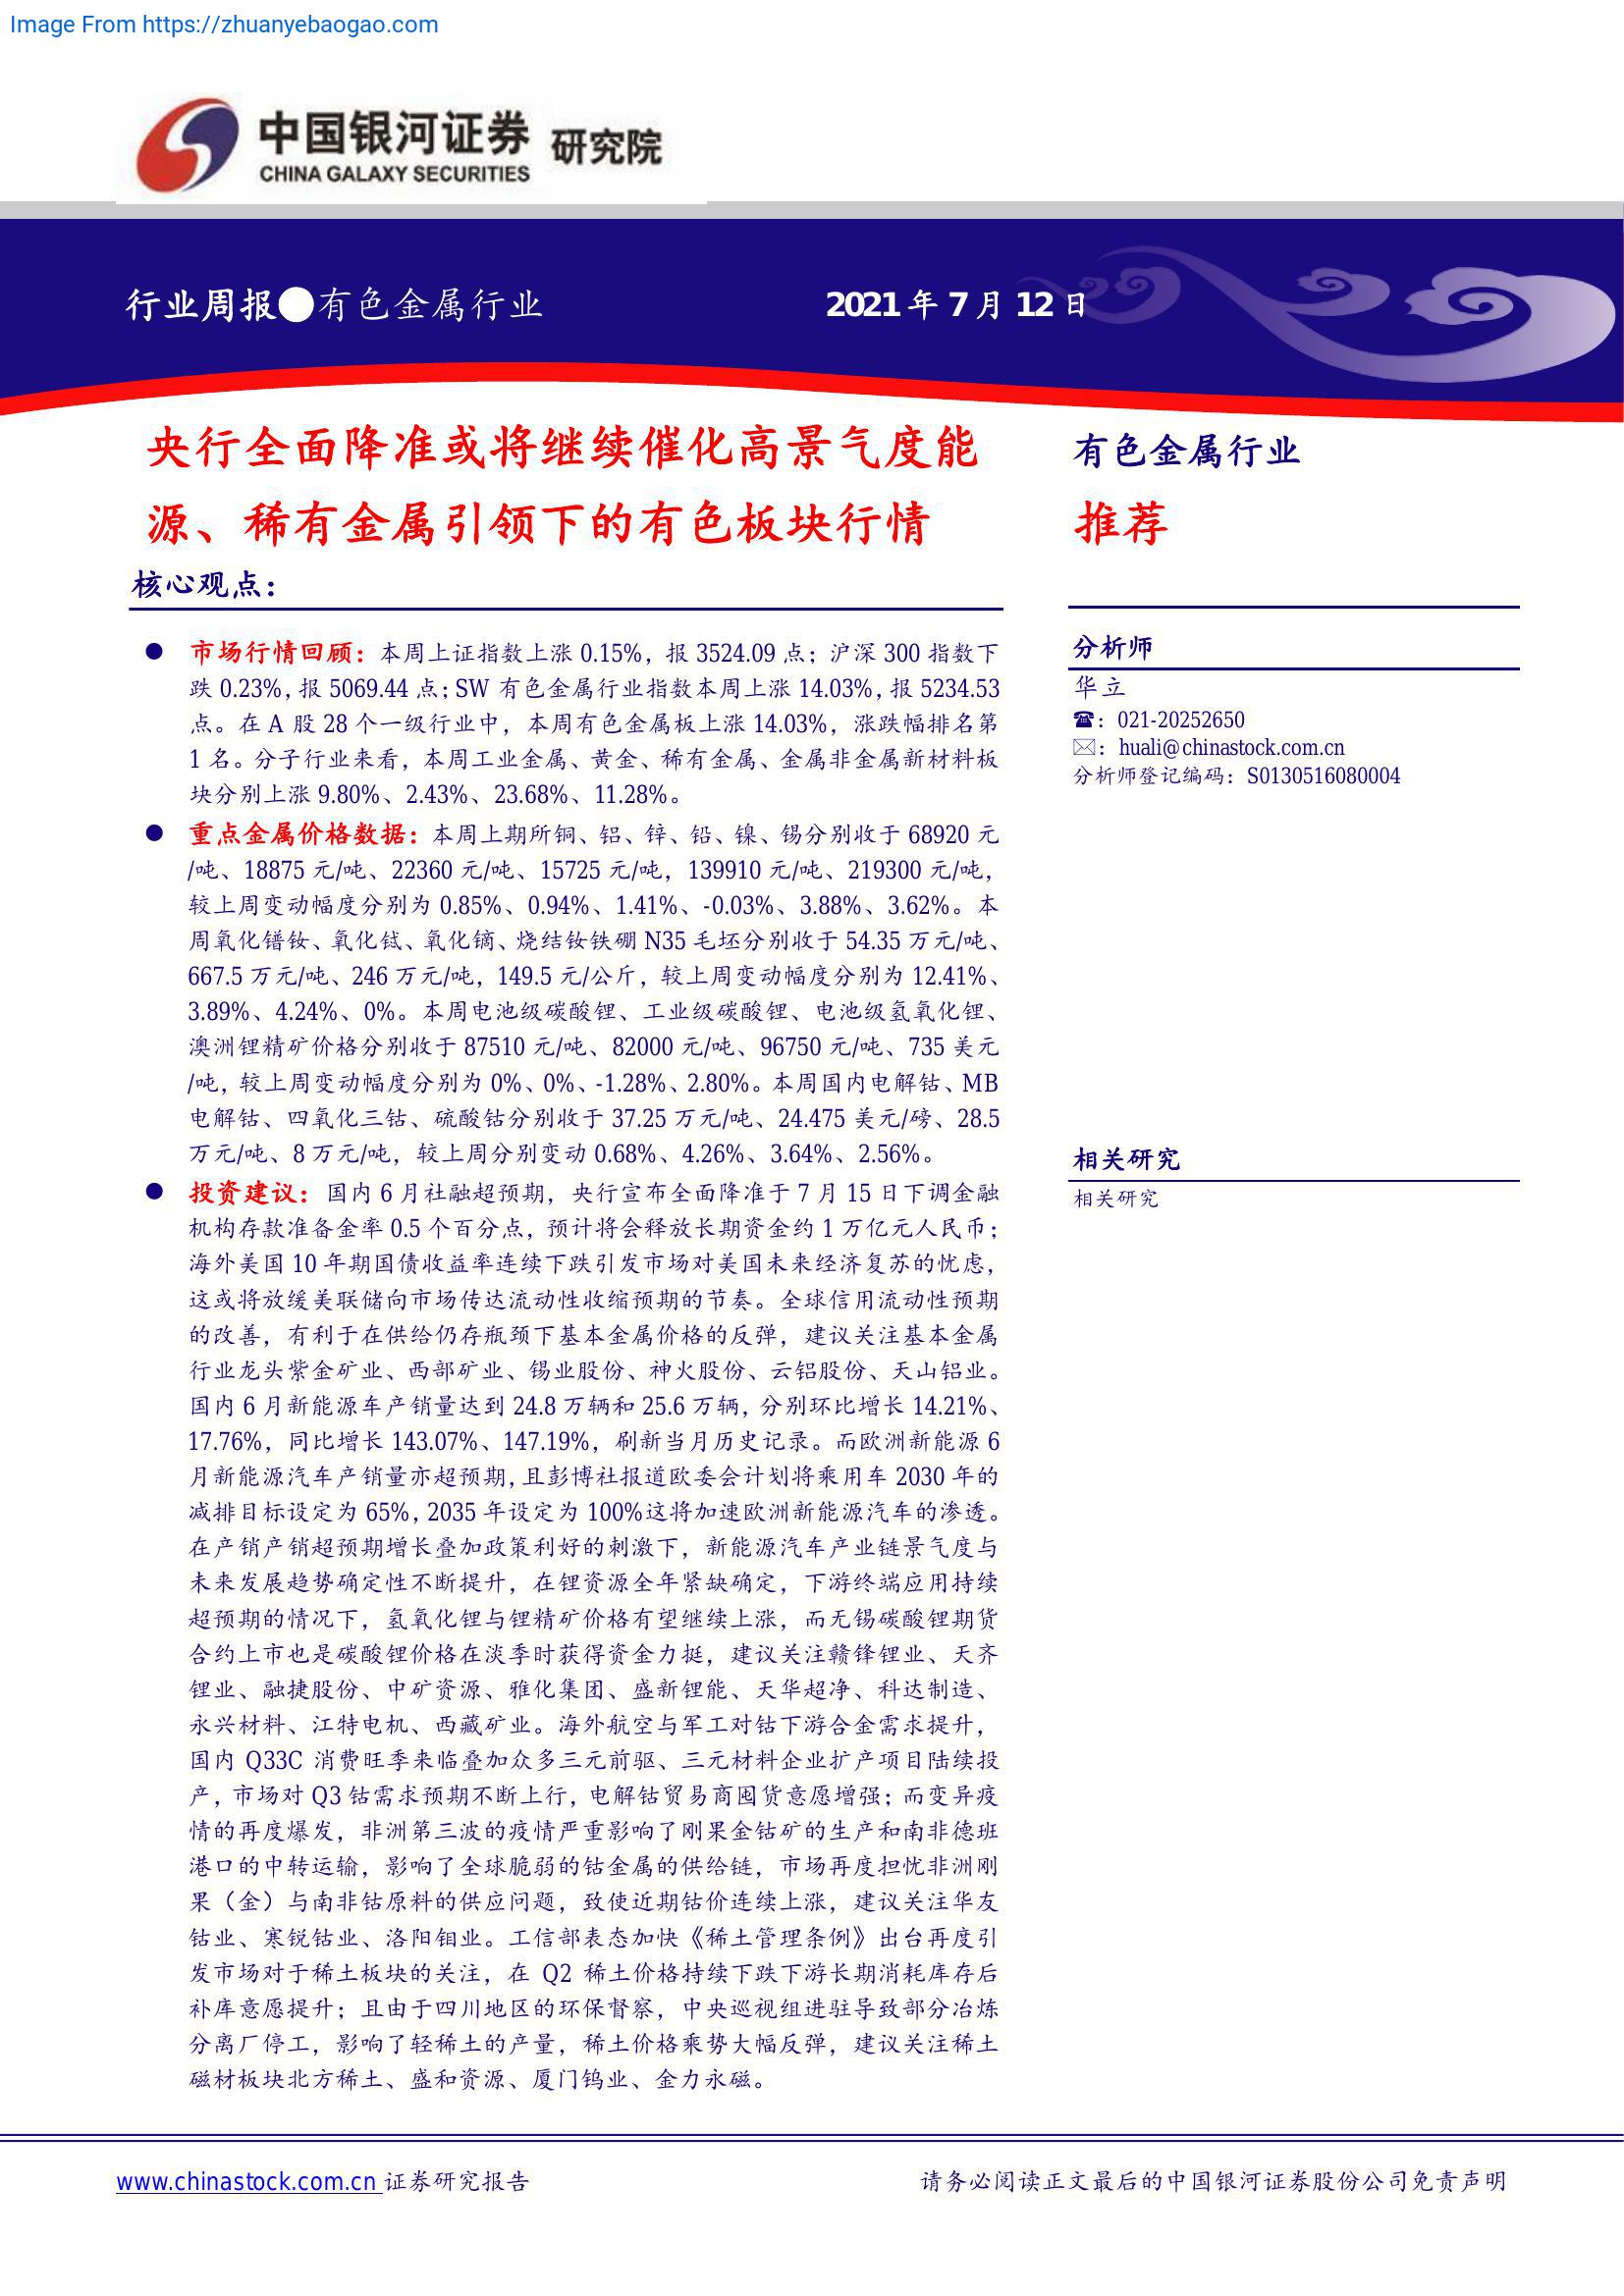 Image From https://zhuanyebaogao.com
中国银河证券 研究院
CHINA GALAXY SECURITIES
行业周报●有色金属行业
2021 年 7 月 12 日
央行全面降准或将继续催化高景气度能
源、稀有金属引领下的有色板块行情
核心观点：
● 市场行情回顾：本周上证指数上涨 0.15%，报 3524.09 点；沪深 300 指数下
跌 0.23%，报 5069.44 点；SW 有色金属行业指数本周上涨 14.03%，报 5234.53
点。在 A 股 28 个一级行业中，本周有色金属板上涨 14.03%，涨跌幅排名第
1 名。分子行业来看，本周工业金属、黄金、稀有金属、金属非金属新材料板
块分别上涨 9.80%、2.43%、23.68%、11.28%。
● 重点金属价格数据：本周上期所铜、铝、锌、铅、镍、锡分别收于 68920 元
/吨、18875 元/吨、22360 元/吨、15725 元/吨，139910 元/吨、219300 元/吨，
较上周变动幅度分别为 0.85%、0.94%、1.41%、-0.03%、3.88%、3.62%。本
周氧化镨钕、氧化铽、氧化镝、烧结钕铁硼 N35 毛坯分别收于 54.35 万元/吨、
667.5 万元/吨、246 万元/吨，149.5 元/公斤，较上周变动幅度分别为 12.41%、
3.89%、4.24%、0%。本周电池级碳酸锂、工业级碳酸锂、电池级氢氧化锂、
澳洲锂精矿价格分别收于 87510 元/吨、82000 元/吨、96750 元/吨、735 美元
/吨，较上周变动幅度分别为 0%、0%、-1.28%、2.80%。本周国内电解钴、MB
电解钴、四氧化三钴、硫酸钴分别收于 37.25 万元/吨、24.475 美元/磅、28.5
万元/吨、8 万元/吨，较上周分别变动 0.68%、4.26%、3.64%、2.56%。
● 投资建议：国内 6 月社融超预期，央行宣布全面降准于 7 月 15 日下调金融
机构存款准备金率 0.5 个百分点，预计将会释放长期资金约 1 万亿元人民币；
海外美国 10 年期国债收益率连续下跌引发市场对美国未来经济复苏的忧虑，
这或将放缓美联储向市场传达流动性收缩预期的节奏。全球信用流动性预期
的改善，有利于在供给仍存瓶颈下基本金属价格的反弹，建议关注基本金属
行业龙头紫金矿业、西部矿业、锡业股份、神火股份、云铝股份、天山铝业。
国内 6 月新能源车产销量达到 24.8 万辆和 25.6 万辆，分别环比增长 14.21%、
17.76%，同比增长 143.07%、147.19%，刷新当月历史记录。而欧洲新能源 6
月新能源汽车产销量亦超预期，且彭博社报道欧委会计划将乘用车 2030 年的
减排目标设定为 65%，2035 年设定为 100%这将加速欧洲新能源汽车的渗透。
在产销产销超预期增长叠加政策利好的刺激下，新能源汽车产业链景气度与
未来发展趋势确定性不断提升，在锂资源全年紧缺确定，下游终端应用持续
超预期的情况下，氢氧化锂与锂精矿价格有望继续上涨，而无锡碳酸锂期货
合约上市也是碳酸锂价格在淡季时获得资金力挺，建议关注赣锋锂业、天齐
锂业、融捷股份、中矿资源、雅化集团、盛新锂能、天华超净、科达制造、
永兴材料、江特电机、西藏矿业。海外航空与军工对钴下游合金需求提升，
国内 Q33C 消费旺季来临叠加众多三元前驱、三元材料企业扩产项目陆续投
产，市场对 Q3 钴需求预期不断上行，电解钴贸易商囤货意愿增强；而变异疫
情的再度爆发，非洲第三波的疫情严重影响了刚果金钴矿的生产和南非德班
港口的中转运输，影响了全球脆弱的钴金属的供给链，市场再度担忧非洲刚
果（金）与南非钴原料的供应问题，致使近期钴价连续上涨，建议关注华友
钴业、寒锐钴业、洛阳钼业。工信部表态加快《稀土管理条例》出台再度引
发市场对于稀土板块的关注，在 Q2 稀土价格持续下跌下游长期消耗库存后
补库意愿提升；且由于四川地区的环保督察，中央巡视组进驻导致部分冶炼
分离厂停工，影响了轻稀土的产量，稀土价格乘势大幅反弹，建议关注稀土
磁材板块北方稀土、盛和资源、厦门钨业、金力永磁。
有色金属行业
推荐
分析师
华立
☎：021-20252650
✉：huali@chinastock.com.cn
分析师登记编码：S0130516080004
相关研究
相关研究
www.chinastock.com.cn 证券研究报告
请务必阅读正文最后的中国银河证券股份公司免责声明